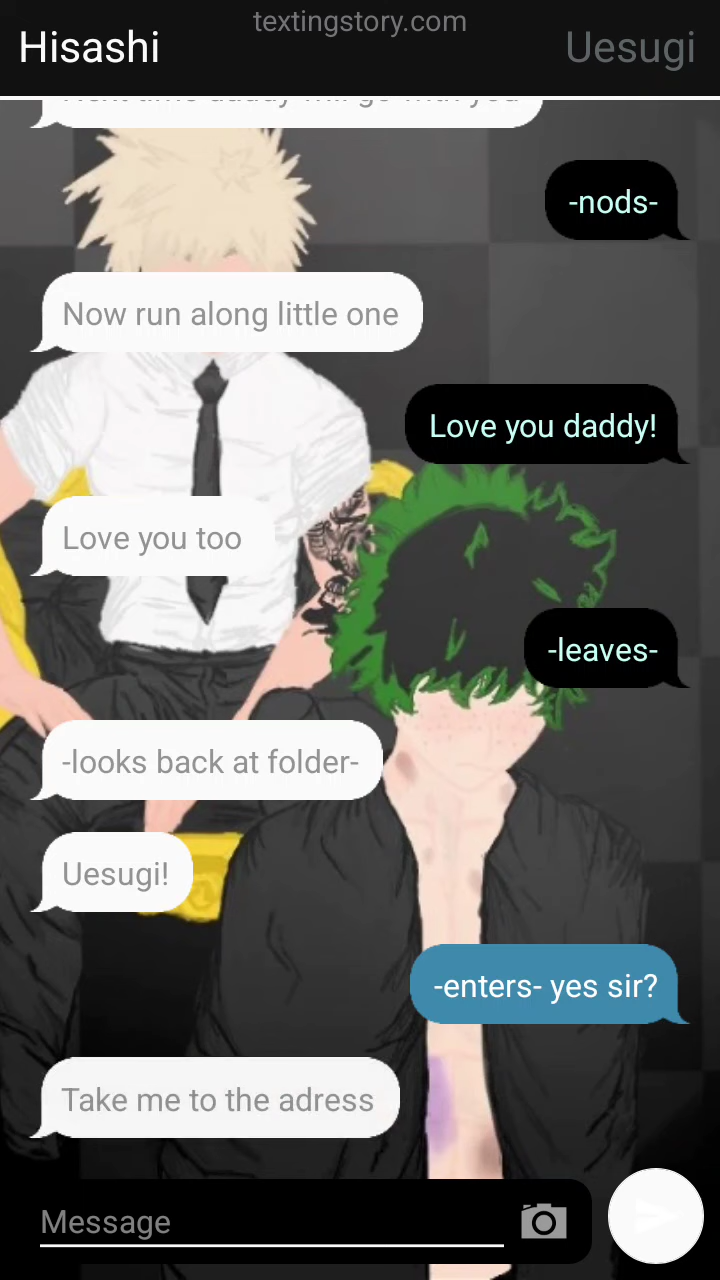 textingstory.com
Hisashi
Uesugi
-nods-
Now run along little one
Love you daddy!
Love you too
-leaves-
-looks back at folder-
Uesugi!
-enters- yes sir?
Take me to the adress
Message